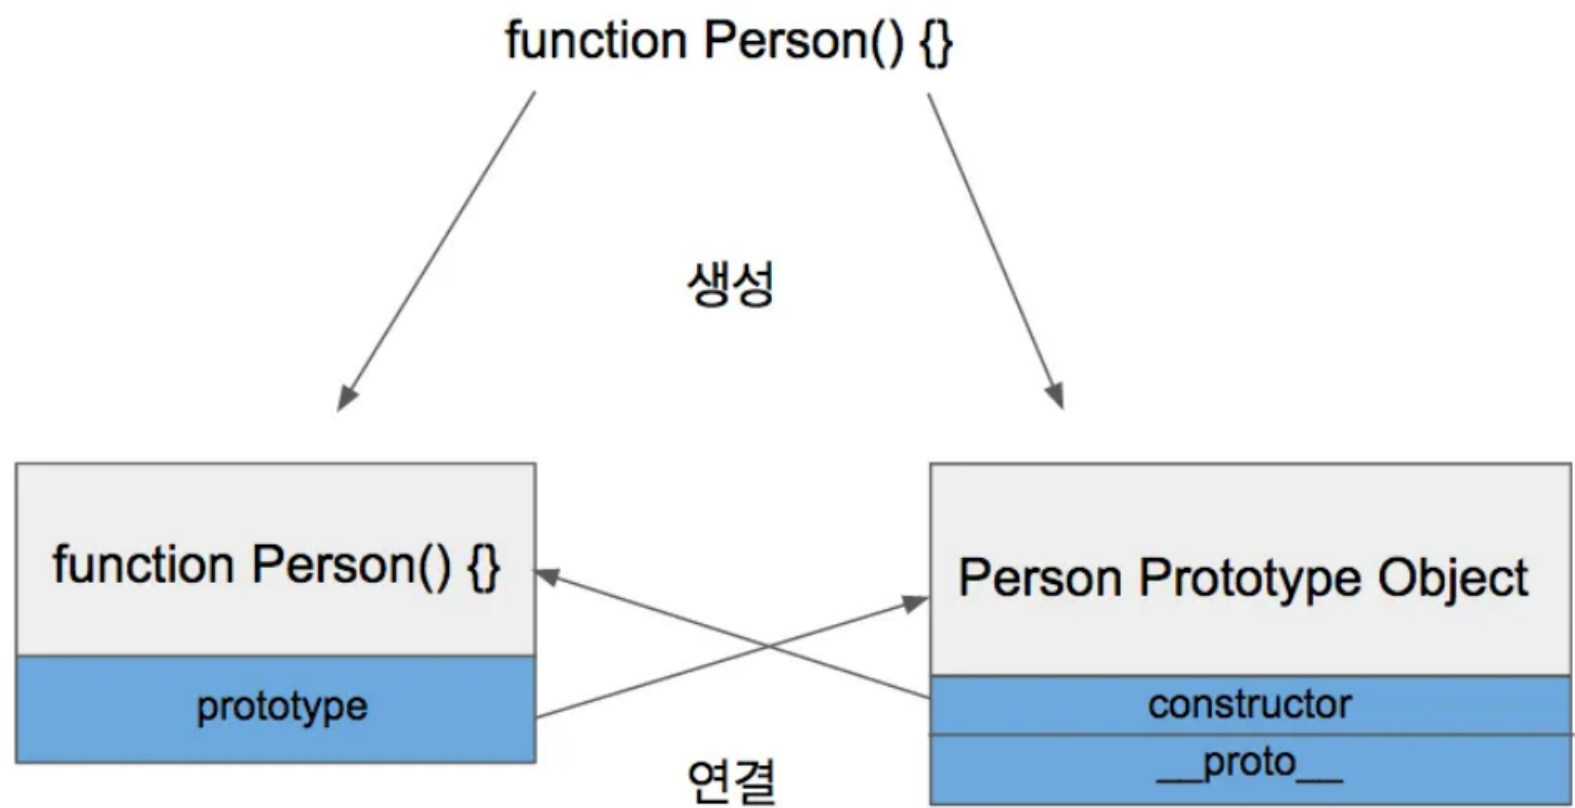 function Person() {}
생성
function Person() {}
Person Prototype Object
prototype
constructor
__proto__
연결